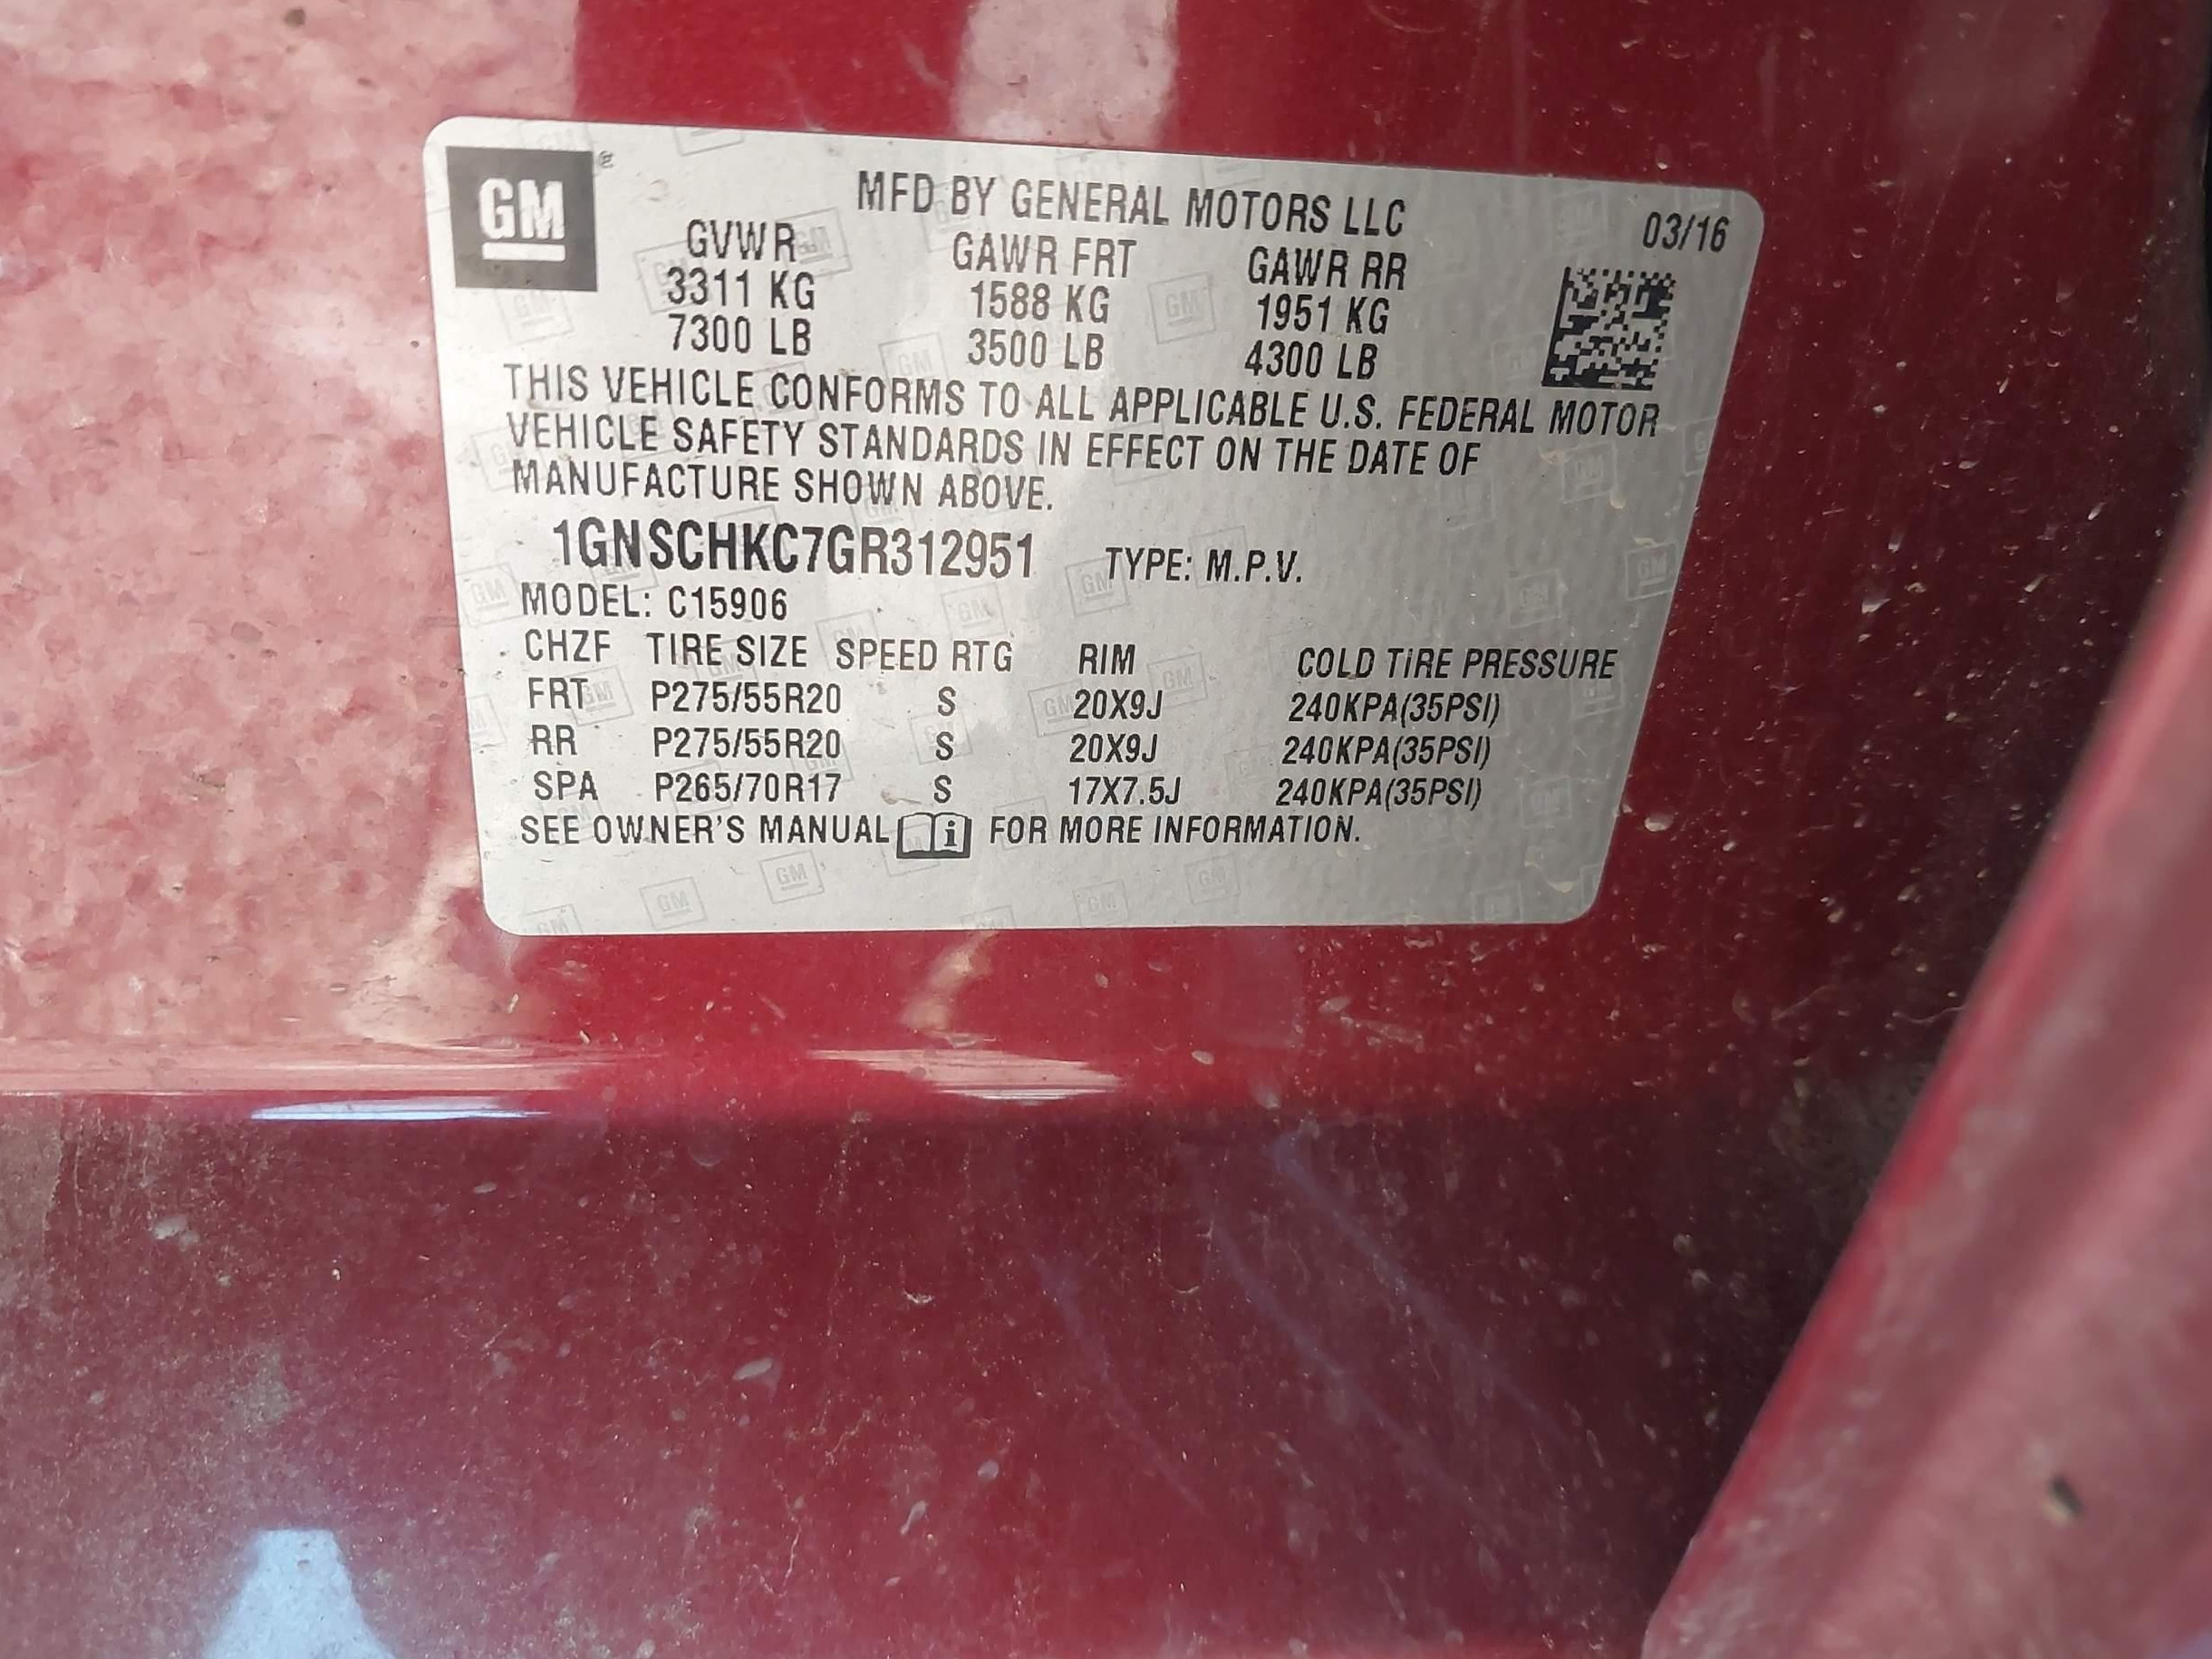 GM
MFD BY GENERAL MOTORS LLC
03/16
GVWR GAWR FRT GAWR RR
3311 KG 1588 KG 1951 KG
7300 LB 3500 LB 4300 LB
THIS VEHICLE CONFORMS TO ALL APPLICABLE U.S. FEDERAL MOTOR
VEHICLE SAFETY STANDARDS IN EFFECT ON THE DATE OF
MANUFACTURE SHOWN ABOVE.
1GNSCHKC7GR312951 TYPE: M.P.V.
MODEL: C15906
CHZF TIRE SIZE SPEED RTG RIM COLD TIRE PRESSURE
FRT P275/55R20 S 20X9J 240KPA(35PSI)
RR P275/55R20 S 20X9J 240KPA(35PSI)
SPA P265/70R17 S 17X7.5J 240KPA(35PSI)
SEE OWNER'S MANUAL FOR MORE INFORMATION.